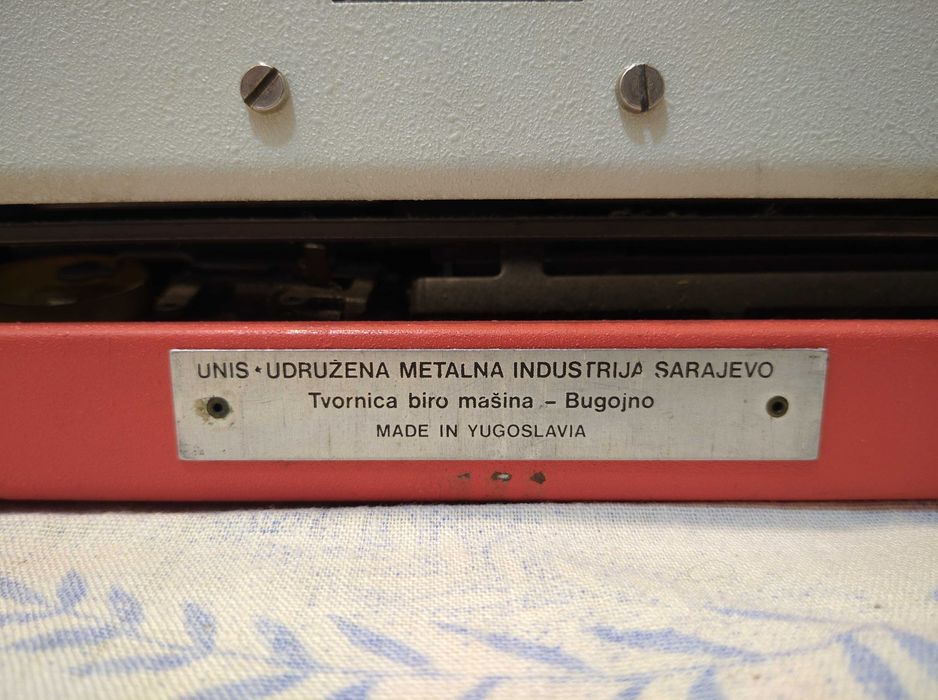 UNIS * UDRUŽENA METALNA INDUSTRIJA SARAJEVO
Tvornica biro mašina – Bugojno
MADE IN YUGOSLAVIA